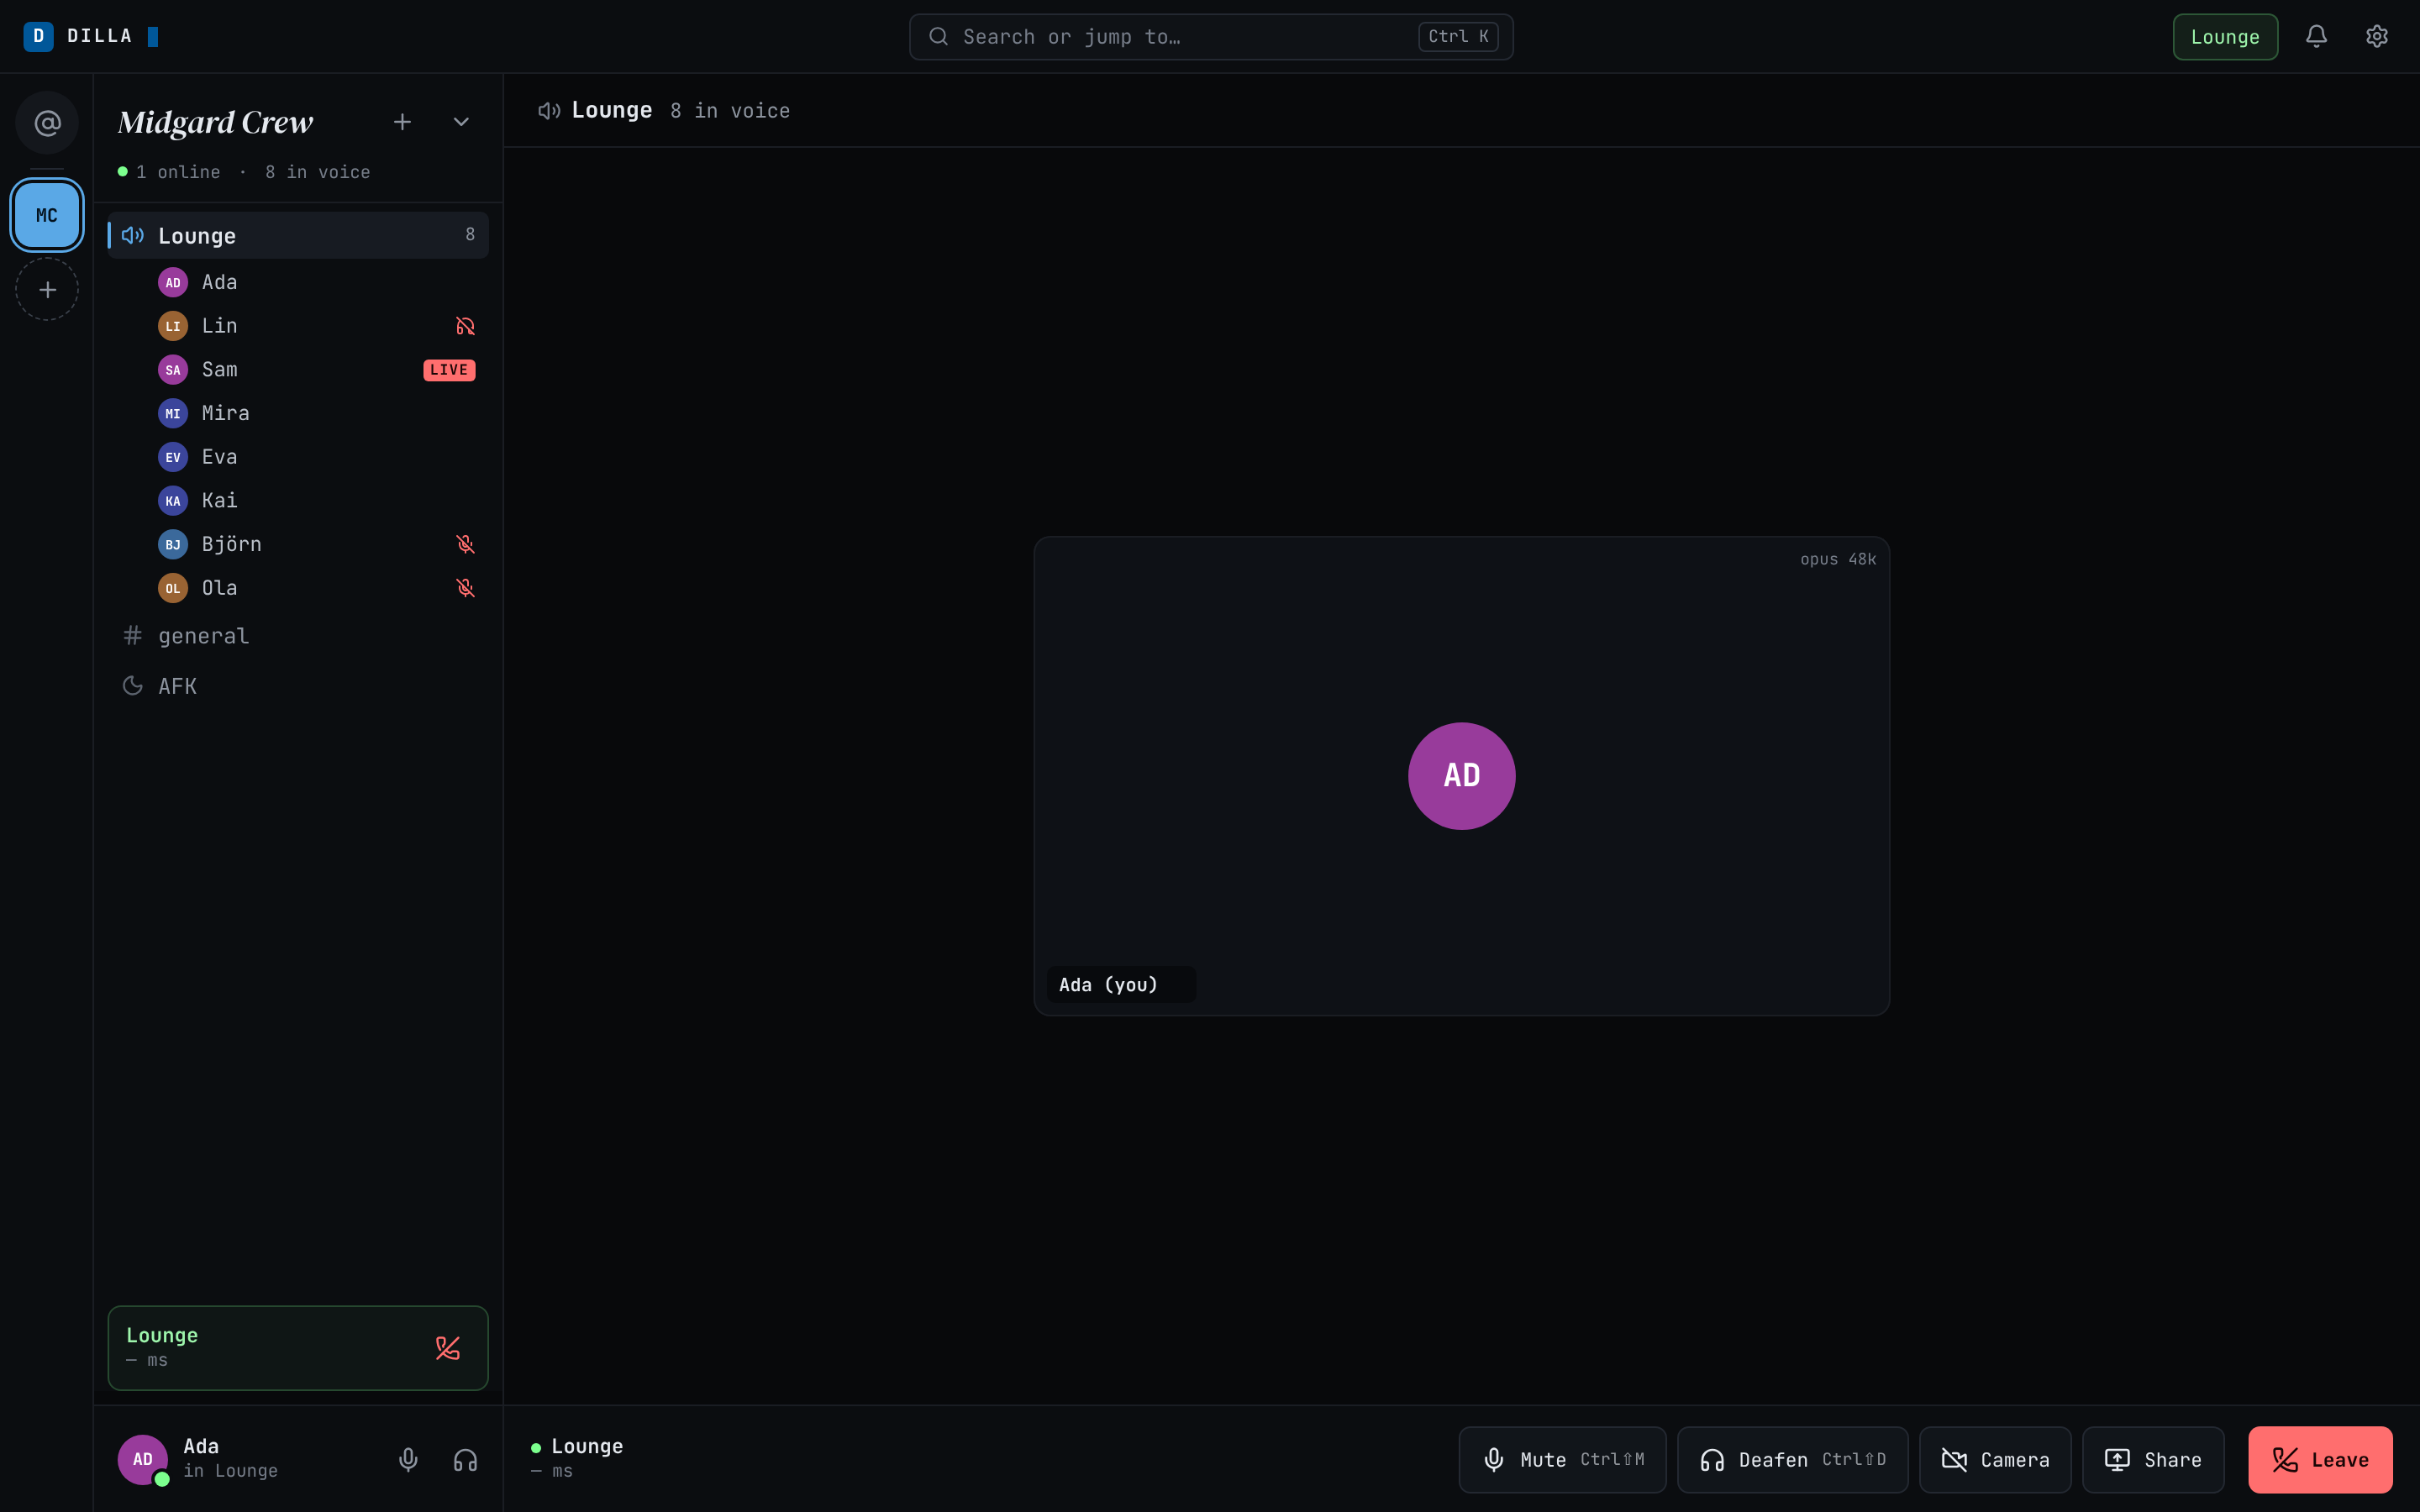 D DILLA
Search or jump to… Ctrl K
Lounge
Midgard Crew
1 online · 8 in voice
MC
Lounge 8
AD Ada
LI Lin
SA Sam LIVE
MI Mira
EV Eva
KA Kai
BJ Björn
OL Ola
general
AFK
Lounge
— ms
AD Ada
in Lounge
Lounge 8 in voice
opus 48k
AD
Ada (you)
Lounge
— ms
Mute Ctrl⇧M
Deafen Ctrl⇧D
Camera
Share
Leave